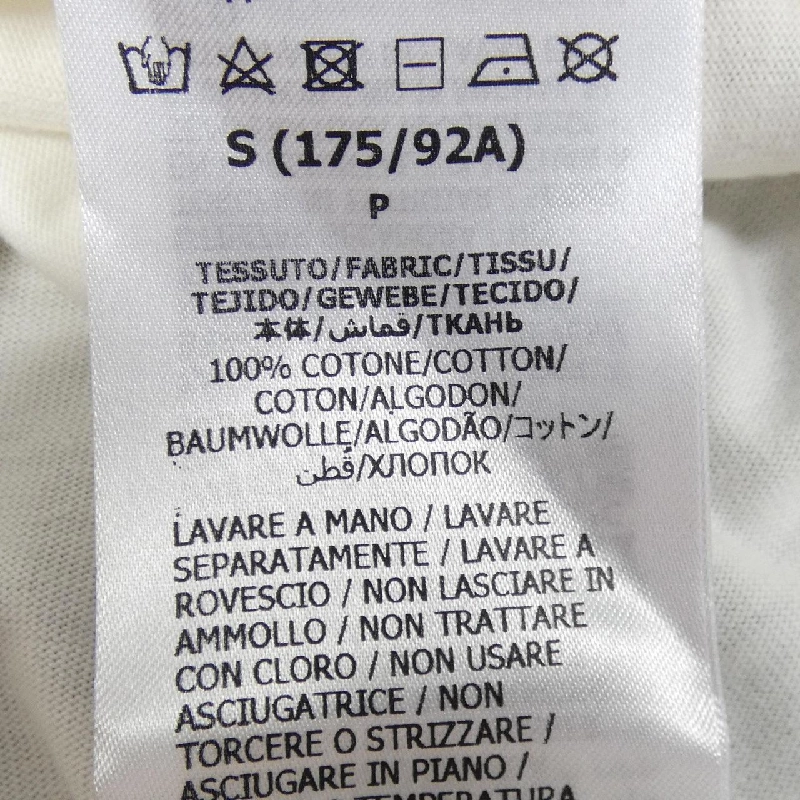 S (175/92A)
P
TESSUTO/FABRIC/TISSU/
TEJIDO/GEWEBE/TECIDO/
本体/قماش/ТКАНЬ
100% COTONE/COTTON/
COTON/ALGODON/
BAUMWOLLE/ALGODÃO/コットン/
قطن/ХЛОПОК
LAVARE A MANO / LAVARE
SEPARATAMENTE / LAVARE A
ROVESCIO / NON LASCIARE IN
AMMOLLO / NON TRATTARE
CON CLORO / NON USARE
ASCIUGATRICE / NON
TORCERE O STRIZZARE /
ASCIUGARE IN PIANO /
TEMPERATURA